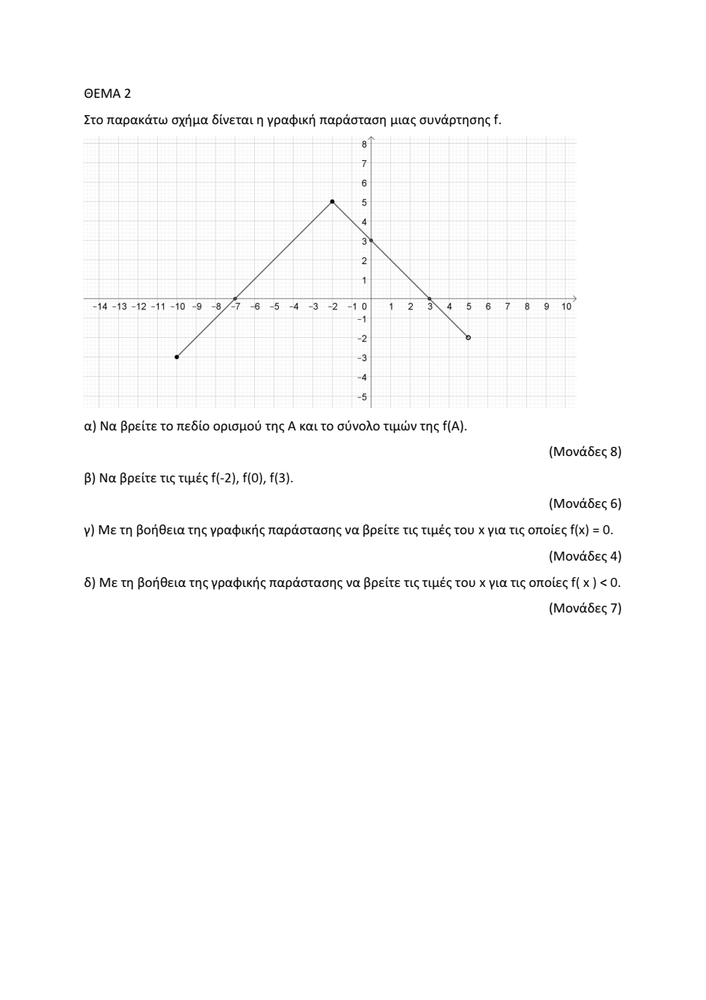 ΘΕΜΑ 2
Στο παρακάτω σχήμα δίνεται η γραφική παράσταση μιας συνάρτησης f.
8
7
6
5
4
3
2
1
−14 −13 −12 −11 −10 −9 −8 −7 −6 −5 −4 −3 −2 −1 0 1 2 3 4 5 6 7 8 9 10
−1
−2
−3
−4
−5
α) Να βρείτε το πεδίο ορισμού της Α και το σύνολο τιμών της f(A).
(Μονάδες 8)
β) Να βρείτε τις τιμές f(-2), f(0), f(3).
(Μονάδες 6)
γ) Με τη βοήθεια της γραφικής παράστασης να βρείτε τις τιμές του x για τις οποίες f(x) = 0.
(Μονάδες 4)
δ) Με τη βοήθεια της γραφικής παράστασης να βρείτε τις τιμές του x για τις οποίες f( x ) < 0.
(Μονάδες 7)